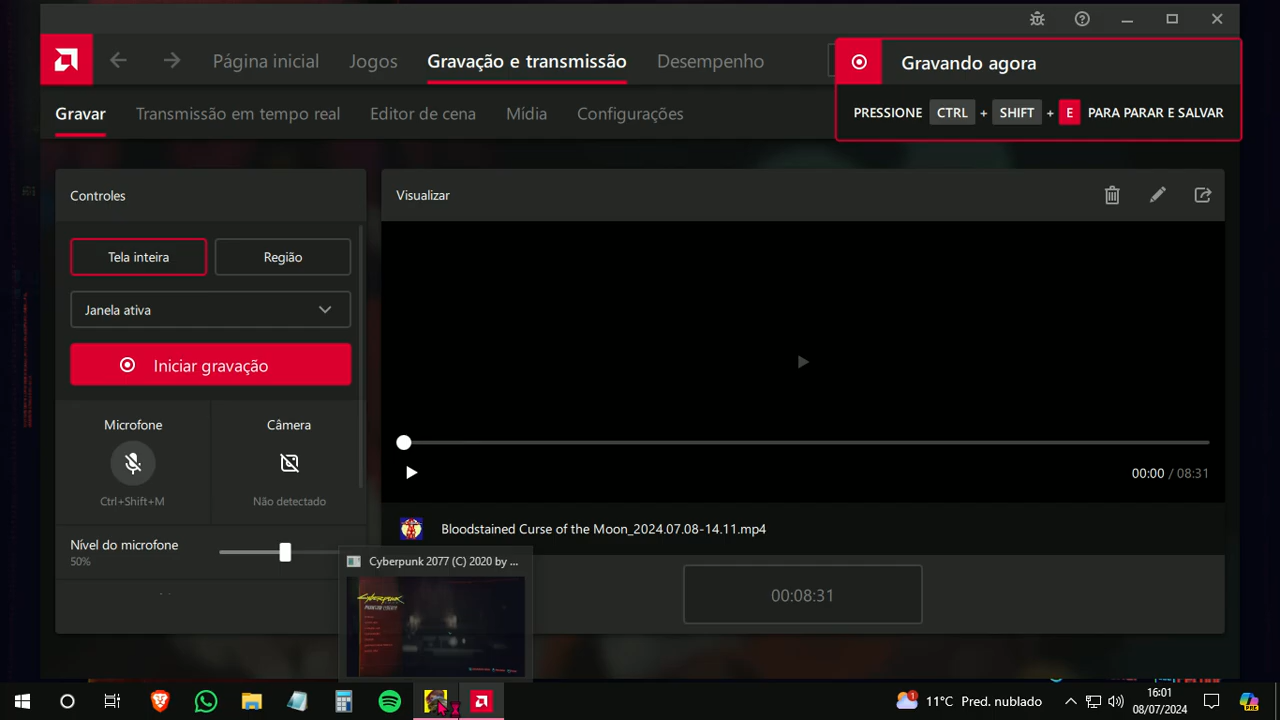 Página inicial
Jogos
Gravação e transmissão
Desempenho
Gravando agora
PRESSIONE CTRL + SHIFT + E PARA PARAR E SALVAR
Gravar
Transmissão em tempo real
Editor de cena
Mídia
Configurações
Controles
Tela inteira
Região
Janela ativa
Iniciar gravação
Microfone
Câmera
Ctrl+Shift+M
Não detectado
Nível do microfone
50%
Visualizar
00:00 / 08:31
Bloodstained Curse of the Moon_2024.07.08-14.11.mp4
00:08:31
Cyberpunk 2077 (C) 2020 by ...
11°C Pred. nublado
16:01
08/07/2024